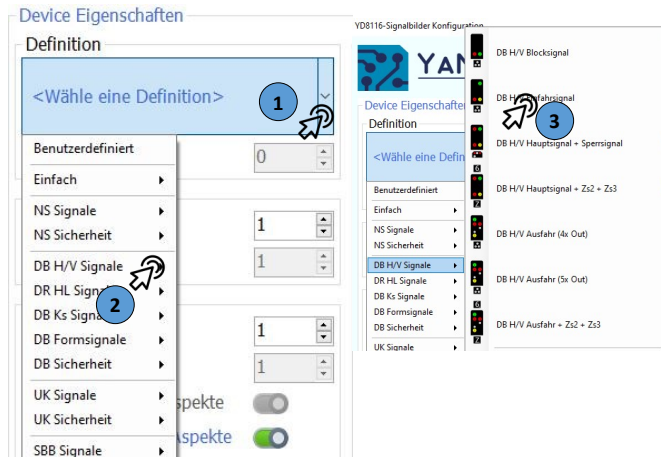 Device Eigenschaften
Definition
<Wähle eine Definition>
1
Benutzerdefiniert
0
Einfach
NS Signale
1
NS Sicherheit
DB H/V Signale
1
DR HL
2
DB Ks
DB Formsignale
1
DB Sicherheit
1
UK Signale
spekte
UK Sicherheit
Aspekte
SBB Signale
YD8116-Signalbilder Konfiguration
YA
Device Eigenschaften
Definition
<Wähle eine Defin
Benutzerdefiniert
Einfach
NS Signale
NS Sicherheit
DB H/V Signale
DR HL Signale
DB Ks Signale
DB Formsignale
DB Sicherheit
UK Signale
DB H/V Blocksignal
DB H/V Einfahrsignal
3
DB H/V Hauptsignal + Sperrsignal
6
DB H/V Hauptsignal + Zs2 + Zs3
Z
DB H/V Ausfahr (4x Out)
DB H/V Ausfahr (5x Out)
6
DB H/V Ausfahr + Zs2 + Zs3
Z